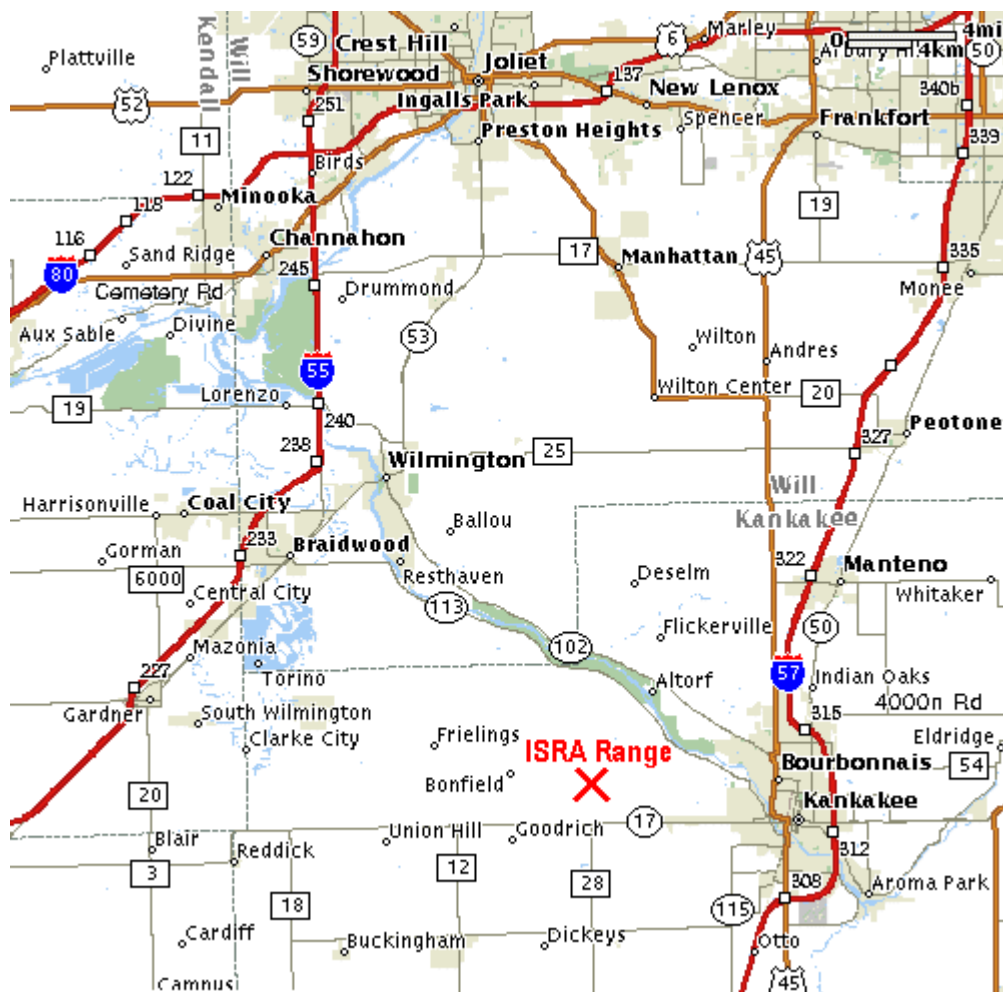 Marley
59
Crest Hill
6
0
4mi
Plattville
Kendall
Will
Joliet
Arbury H
4km
50
Shorewood
137
52
251
Ingalls Park
New Lenox
340b
Spencer
Frankfort
11
Preston Heights
339
Birds
122
Minooka
118
19
116
Channahon
17
45
Sand Ridge
Manhattan
335
80
245
Cemetery Rd
Drummond
Monee
Aux Sable
Divine
53
Wilton
Andres
55
Lorenzo
Wilton Center
20
19
240
Peotone
238
25
327
Wilmington
Will
Harrisonville
Coal City
Ballou
Kankakee
233
Gorman
Braidwood
322
Manteno
6000
Resthaven
Deselm
Central City
Whitaker
113
Flickerville
50
Mazonia
102
227
Torino
57
Altorf
Indian Oaks
4000n Rd
Gardner
South Wilmington
315
Clarke City
Frielings
ISRA Range
Eldridge
Bourbonnais
54
Bonfield
20
Kankakee
Union Hill
Goodrich
17
Blair
Reddick
312
3
12
28
308
Aroma Park
18
115
Cardiff
Buckingham
Dickeys
Otto
Campus
45